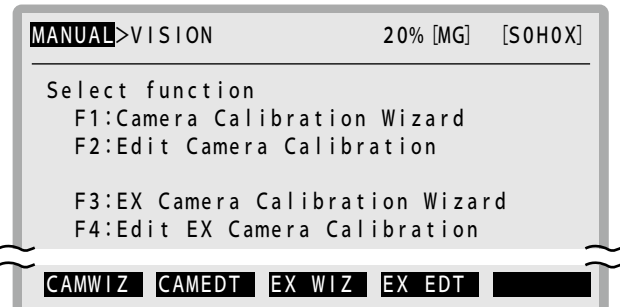 MANUAL>VISION 20% [MG] [S0H0X]
Select function
F1:Camera Calibration Wizard
F2:Edit Camera Calibration
F3:EX Camera Calibration Wizard
F4:Edit EX Camera Calibration
CAMWIZ CAMEDT EX WIZ EX EDT